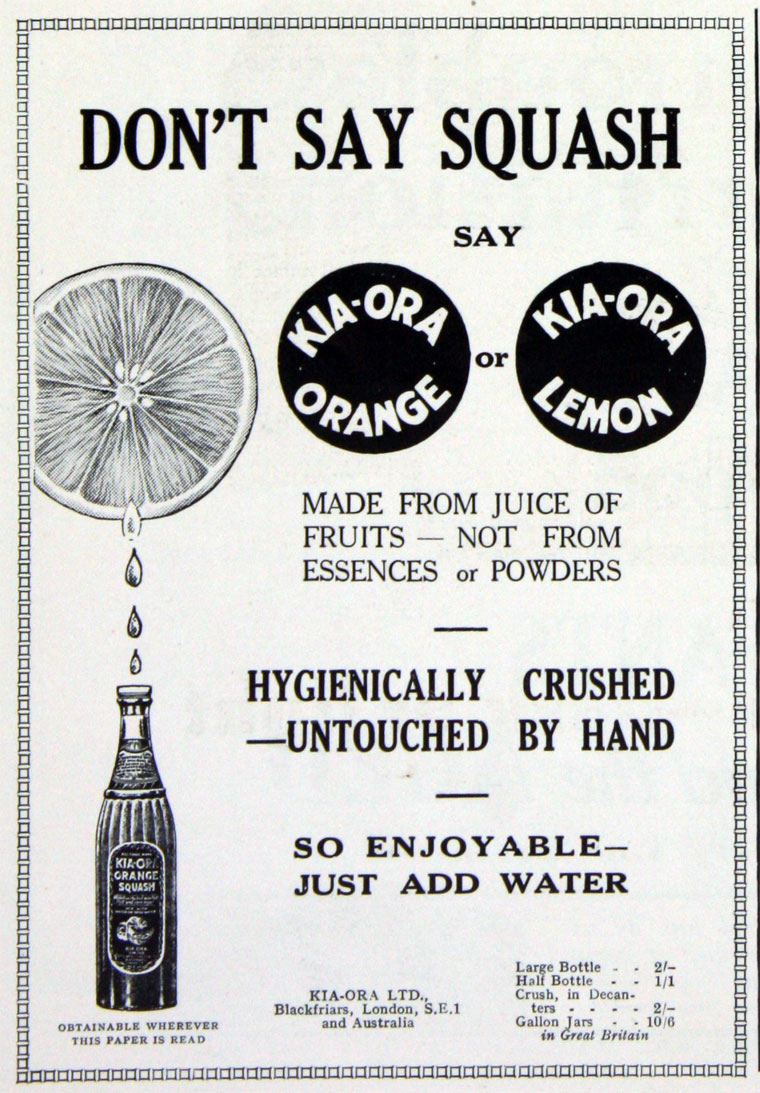 DON'T SAY SQUASH
SAY
KIA-ORA
ORANGE
or
KIA-ORA
LEMON
MADE FROM JUICE OF
FRUITS — NOT FROM
ESSENCES or POWDERS
HYGIENICALLY CRUSHED
—UNTOUCHED BY HAND
SO ENJOYABLE—
JUST ADD WATER
KIA-ORA
ORANGE
SQUASH
OBTAINABLE WHEREVER
THIS PAPER IS READ
KIA-ORA LTD.,
Blackfriars, London, S.E.1
and Australia
Large Bottle - - 2/-
Half Bottle - - 1/1
Crush, in Decan-
ters - - - - 2/-
Gallon Jars - - 10/6
in Great Britain